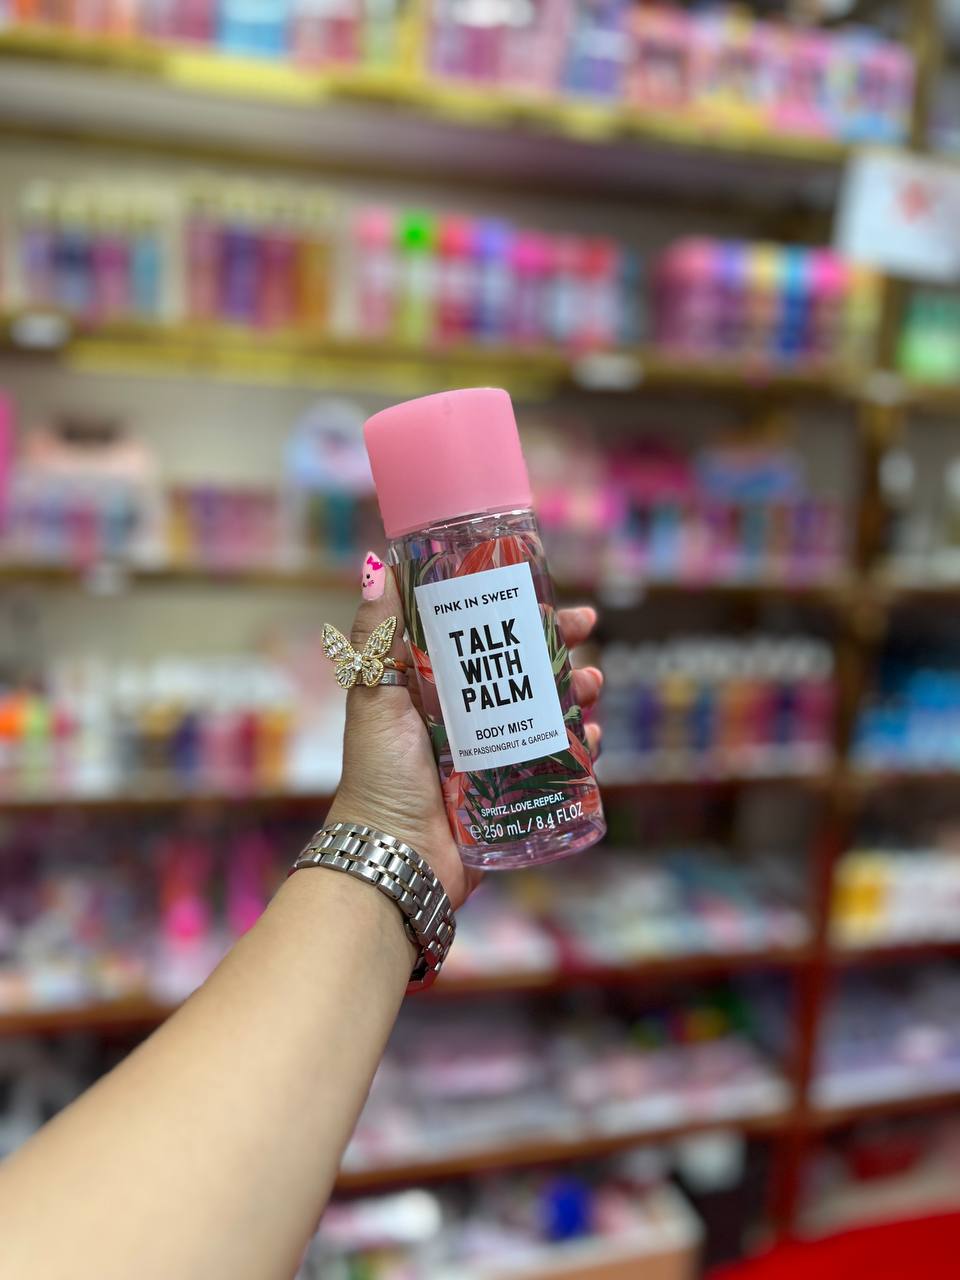 PINK IN SWEET
TALK
WITH
PALM
BODY MIST
PINK PASSIONGRUT & GARDENIA
SPRITZ. LOVE.REPEAT.
℮ 250 mL / 8.4 FLOZ